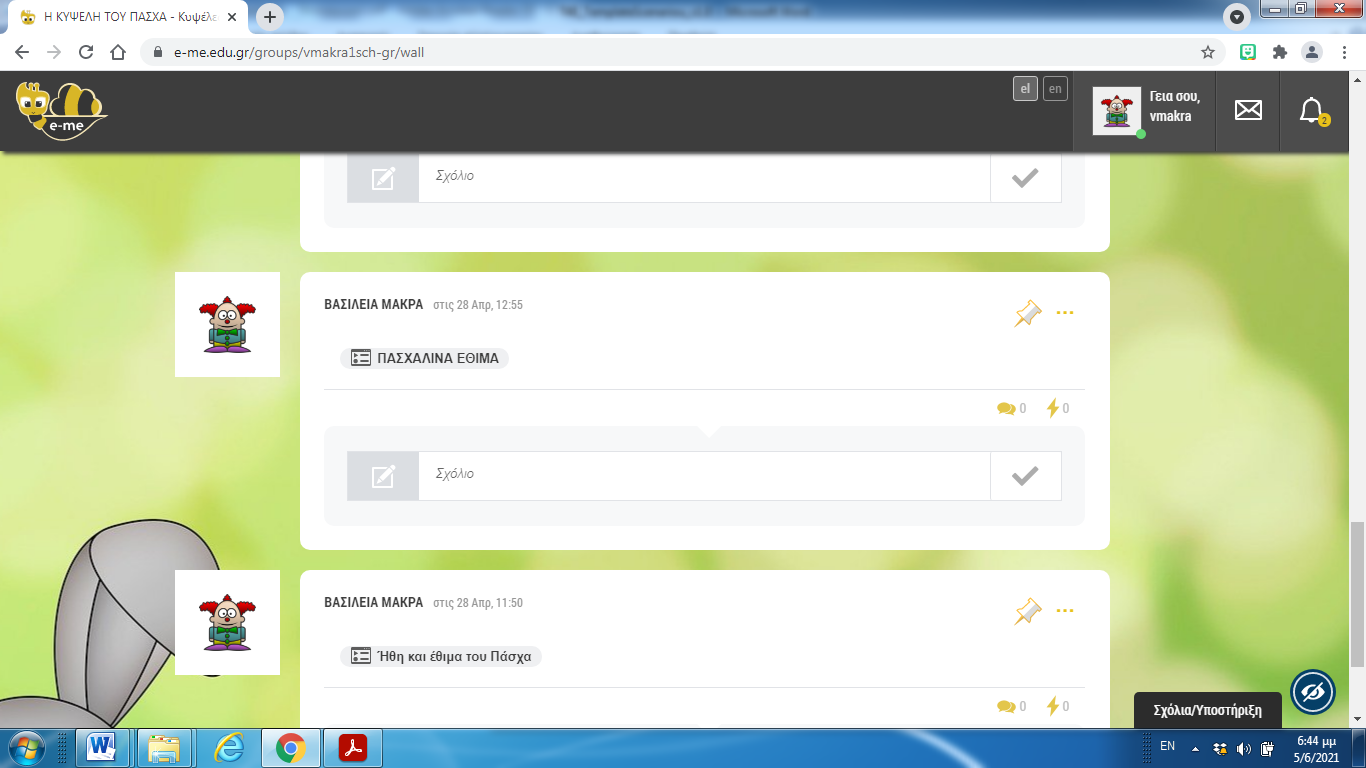 Η ΚΥΨΕΛΗ ΤΟΥ ΠΑΣΧΑ - Κυψέλε
e-me.edu.gr/groups/vmakra1sch-gr/wall
e-me
el en
Γεια σου,
vmakra
2
Σχόλιο
ΒΑΣΙΛΕΙΑ ΜΑΚΡΑ στις 28 Απρ, 12:55
ΠΑΣΧΑΛΙΝΑ ΕΘΙΜΑ
0 0
Σχόλιο
ΒΑΣΙΛΕΙΑ ΜΑΚΡΑ στις 28 Απρ, 11:50
Ήθη και έθιμα του Πάσχα
0 0
Σχόλια/Υποστήριξη
EN
6:44 μμ
5/6/2021